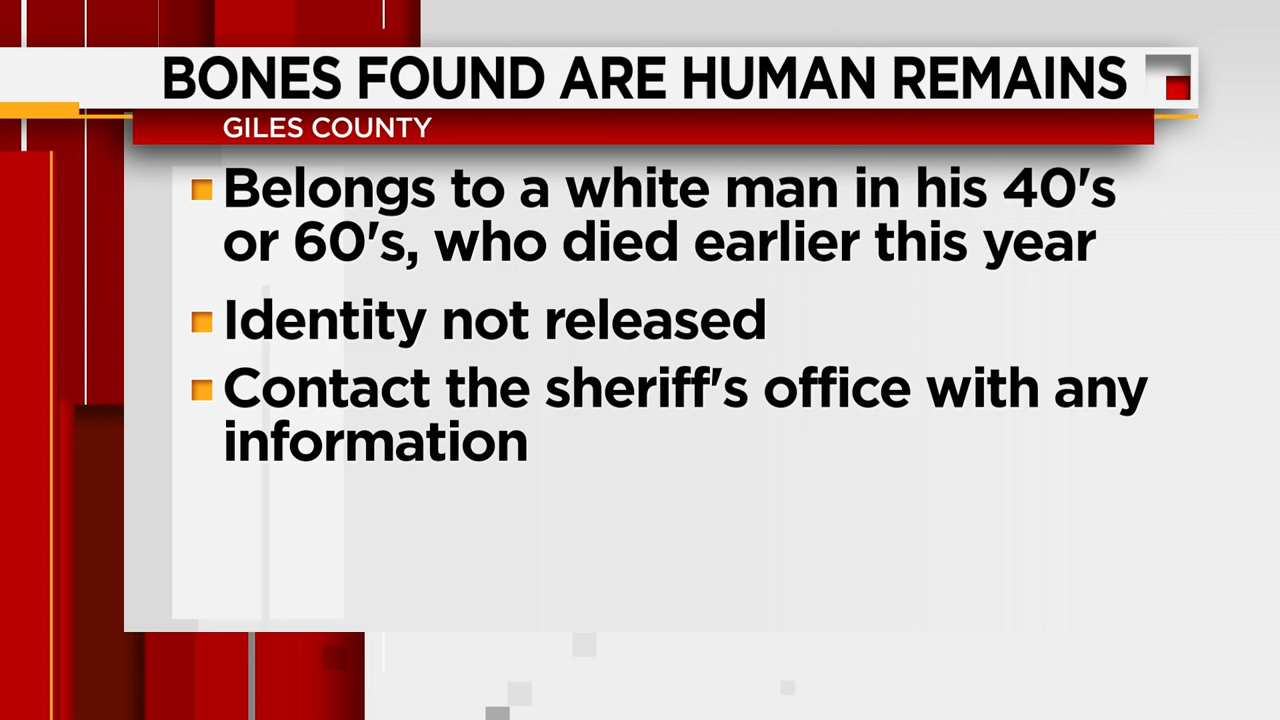 BONES FOUND ARE HUMAN REMAINS
GILES COUNTY
Belongs to a white man in his 40's
or 60's, who died earlier this year
Identity not released
Contact the sheriff's office with any
information